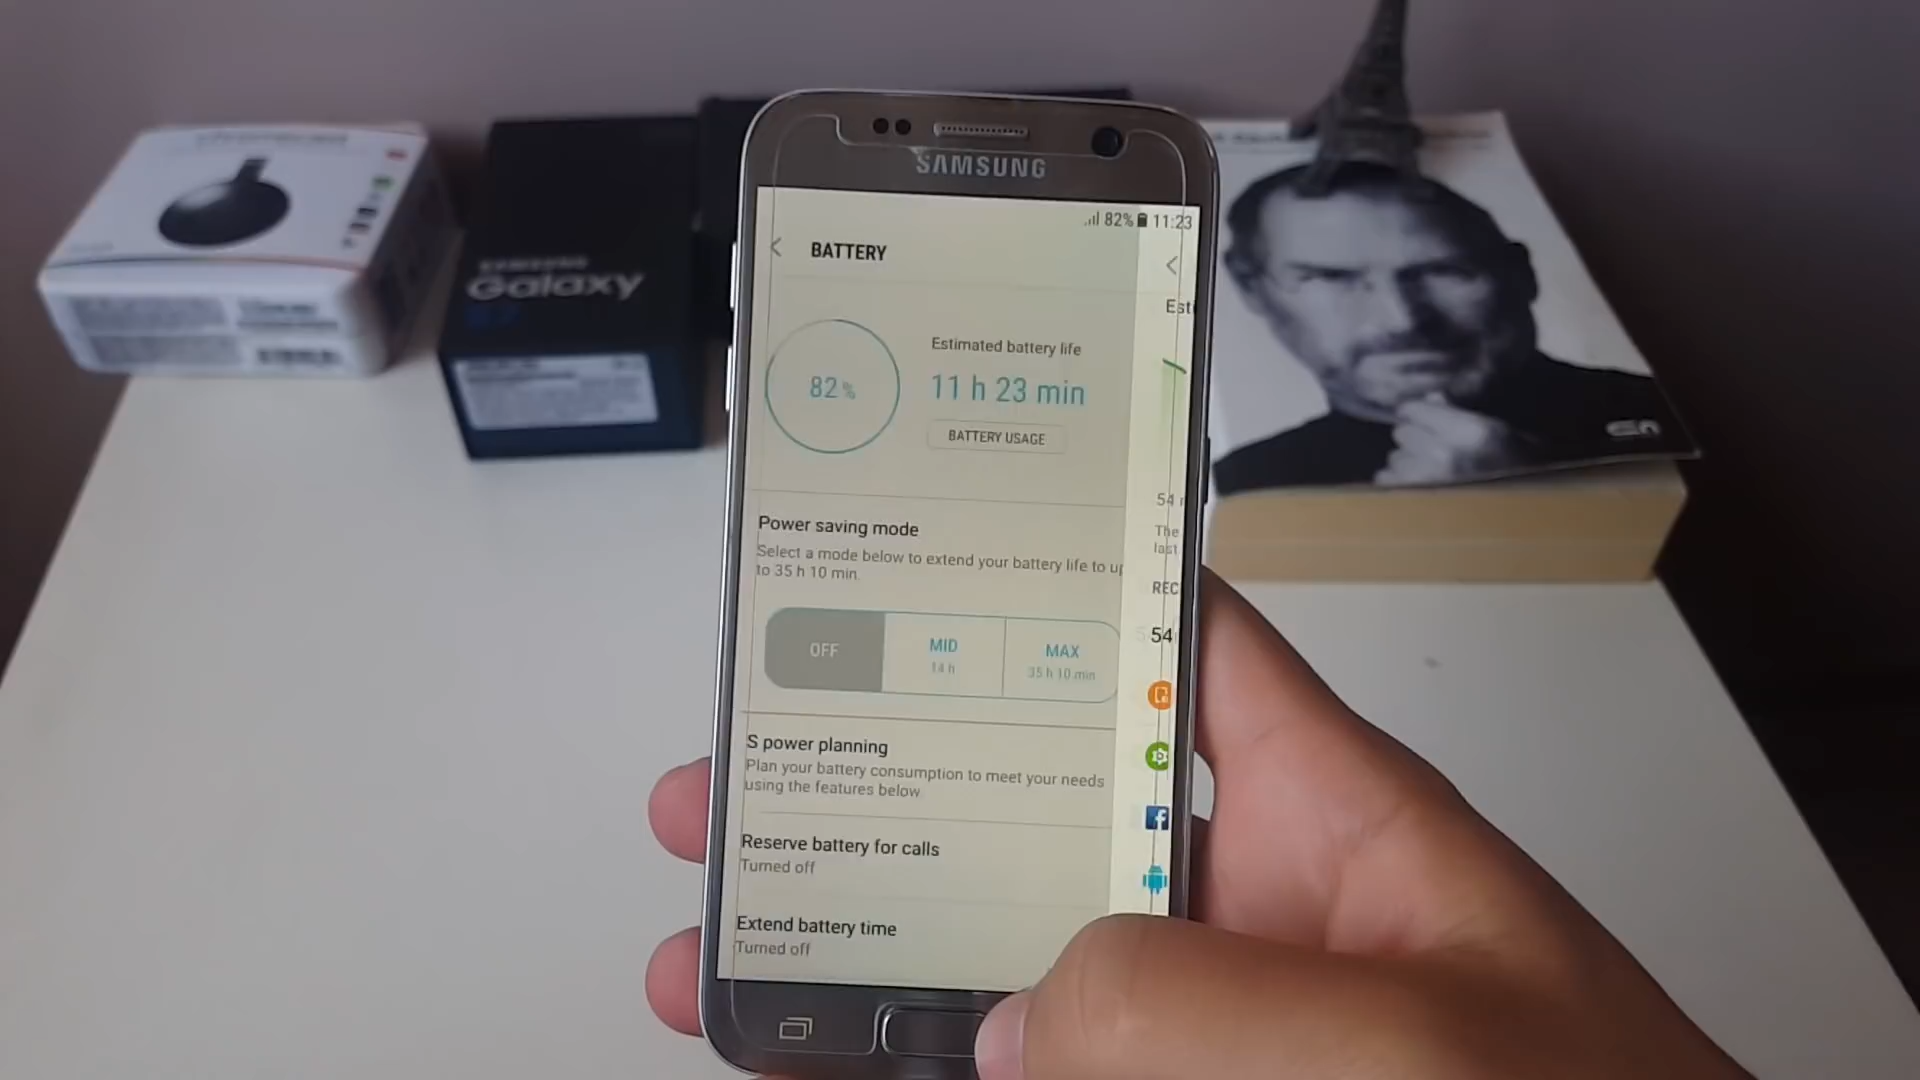 SAMSUNG
82% 11:23
BATTERY
Esti
82%
Estimated battery life
11 h 23 min
BATTERY USAGE
54
The
last
Power saving mode
Select a mode below to extend your battery life to up
to 35 h 10 min.
REC
54
OFF
MID
14 h
MAX
35 h 10 min
S power planning
Plan your battery consumption to meet your needs
using the features below.
Reserve battery for calls
Turned off
Extend battery time
Turned off
SAMSUNG
Galaxy
S7